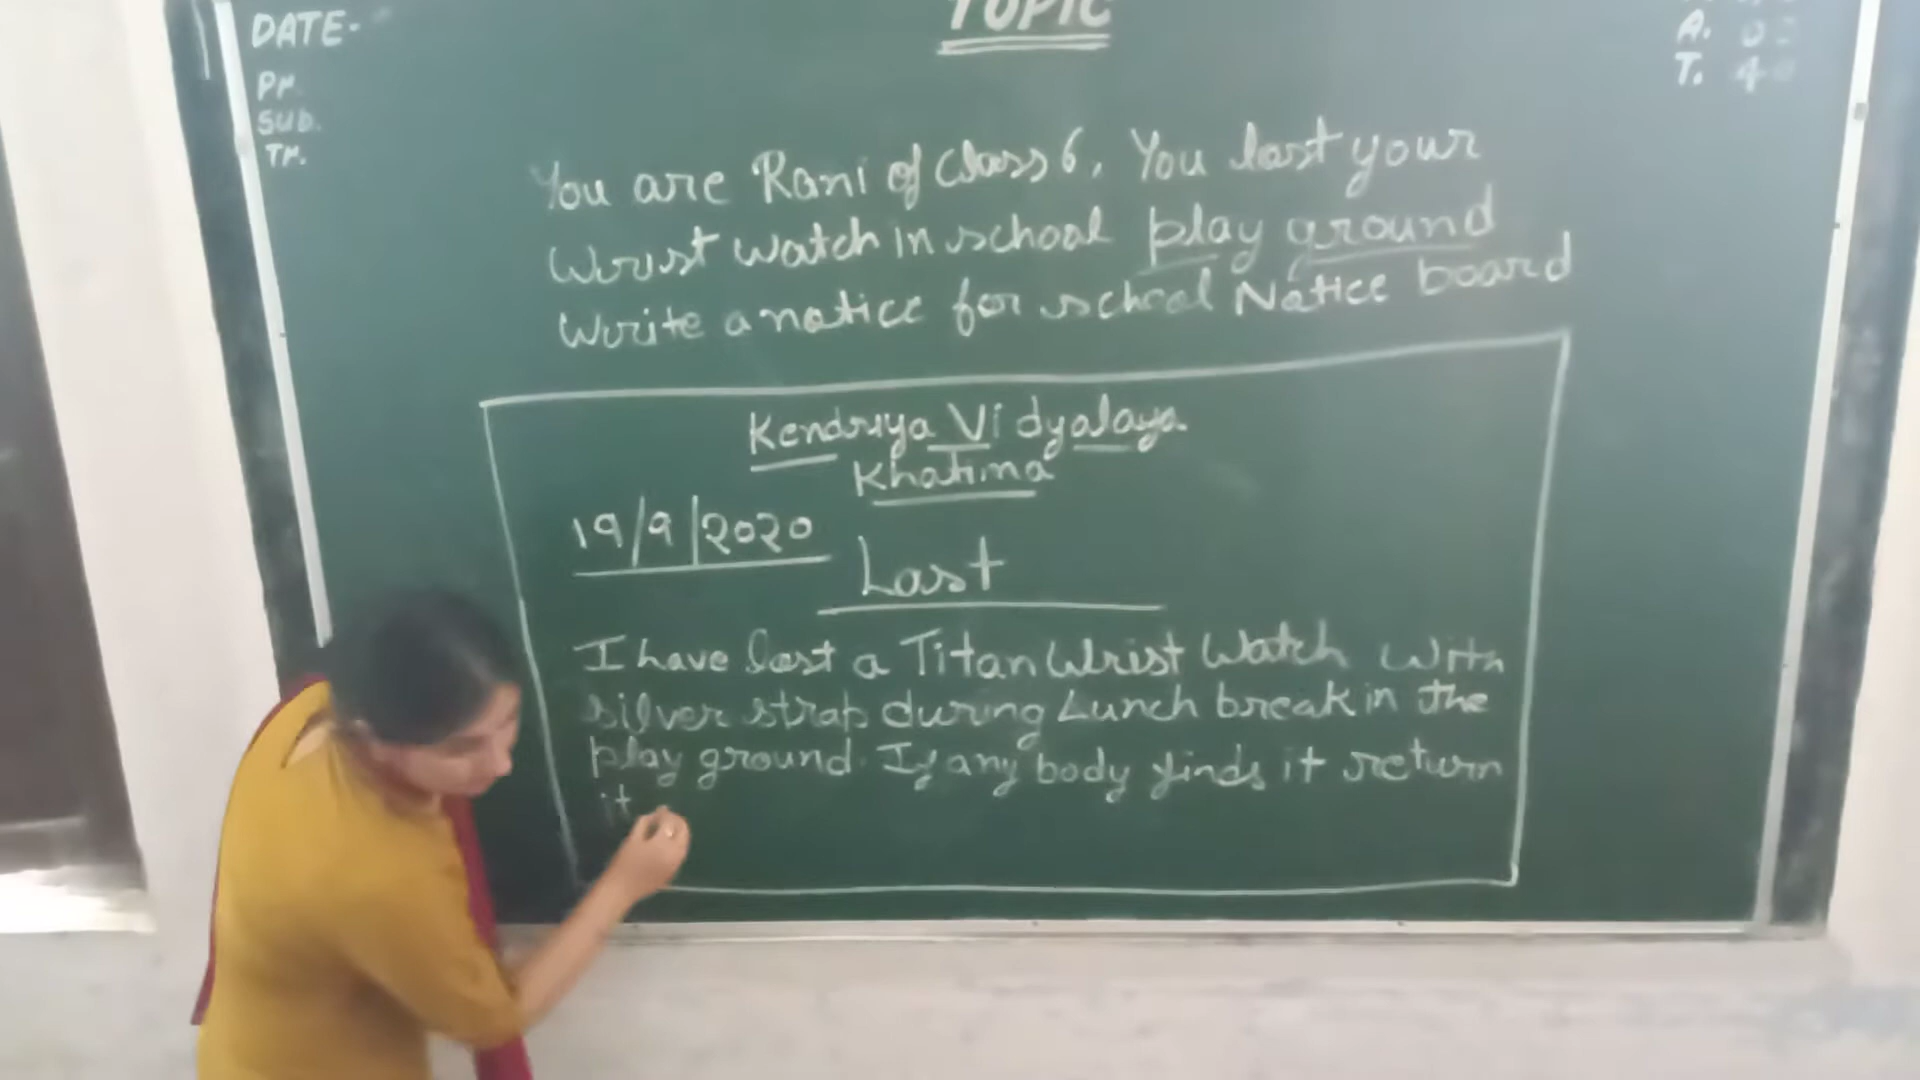 TOPIC
DATE-
Pr.
SUB.
Tr.
A.
T.
You are Rani of Class 6. You lost your
Wrist watch in school play ground
Write a notice for school Notice board
Kendriya Vidyalaya
Khatima
19/9/2020
Lost
I have lost a Titan Wrist Watch with
silver strap during Lunch break in the
play ground. If any body finds it return
it